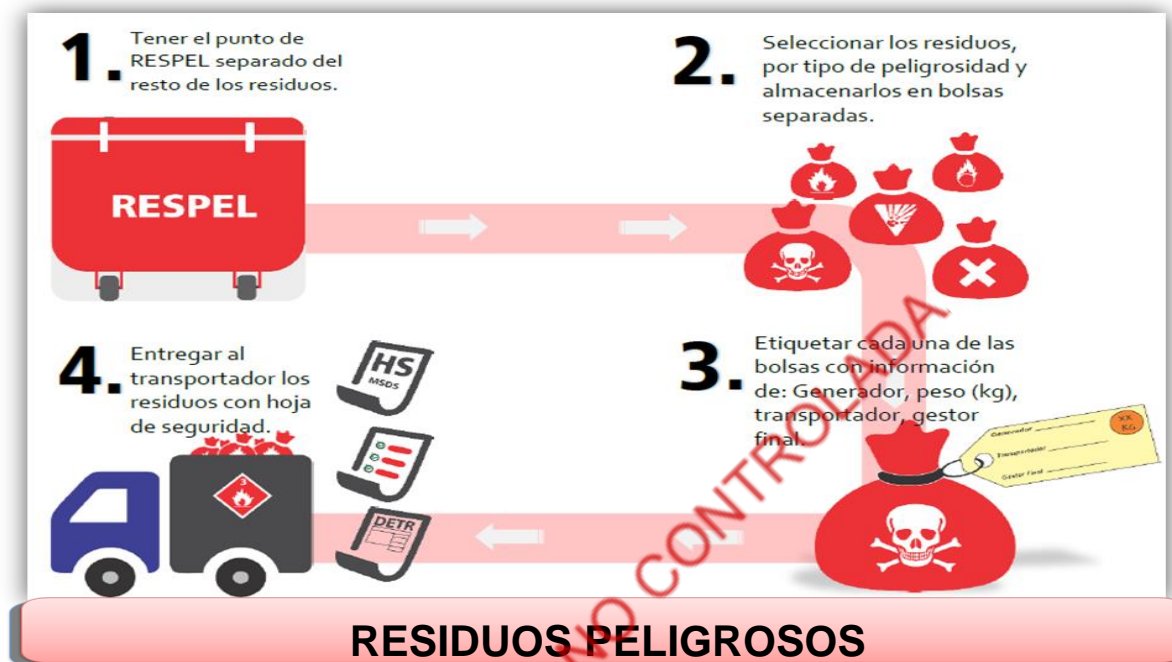 1.
Tener el punto de
RESPEL separado del
resto de los residuos.
RESPEL
2.
Seleccionar los residuos,
por tipo de peligrosidad y
almacenarlos en bolsas
separadas.
3.
Etiquetar cada una de las
bolsas con información
de: Generador, peso (kg),
transportador, gestor
final.
XX
KG
Generador
Transportador
Gestor Final
4.
Entregar al
transportador los
residuos con hoja
de seguridad.
HS
MSDS
DETR
3
NO CONTROLADA
RESIDUOS PELIGROSOS